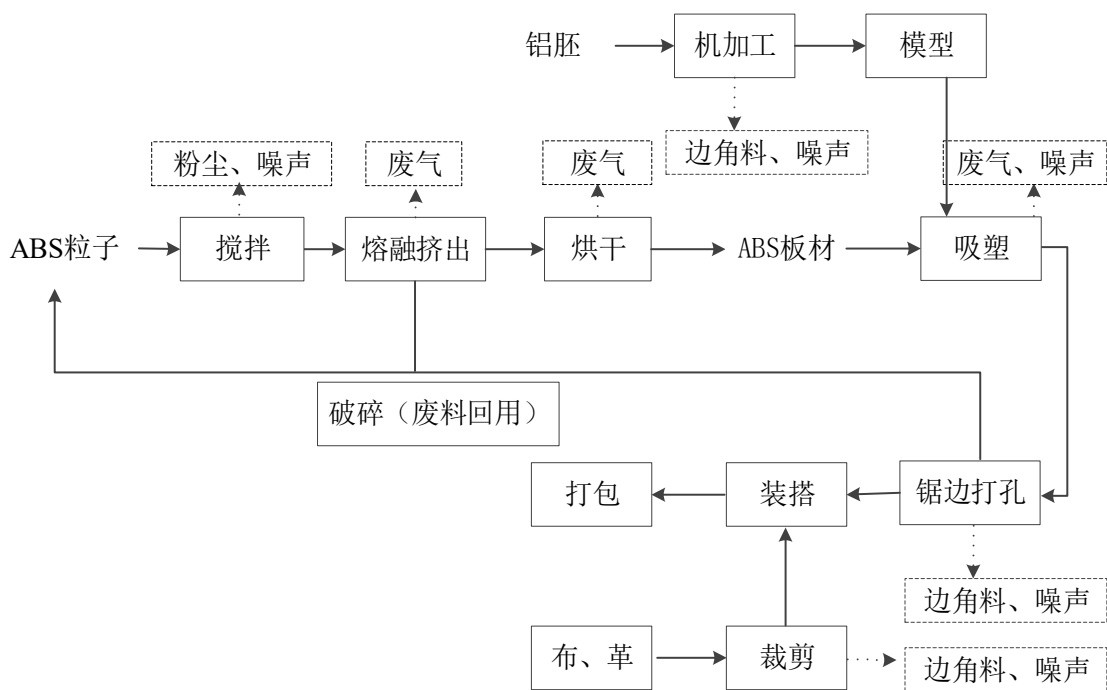 铝胚
机加工
模型
边角料、噪声
粉尘、噪声
废气
废气
废气、噪声
ABS粒子
搅拌
熔融挤出
烘干
ABS板材
吸塑
破碎（废料回用）
打包
装搭
锯边打孔
边角料、噪声
布、革
裁剪
边角料、噪声